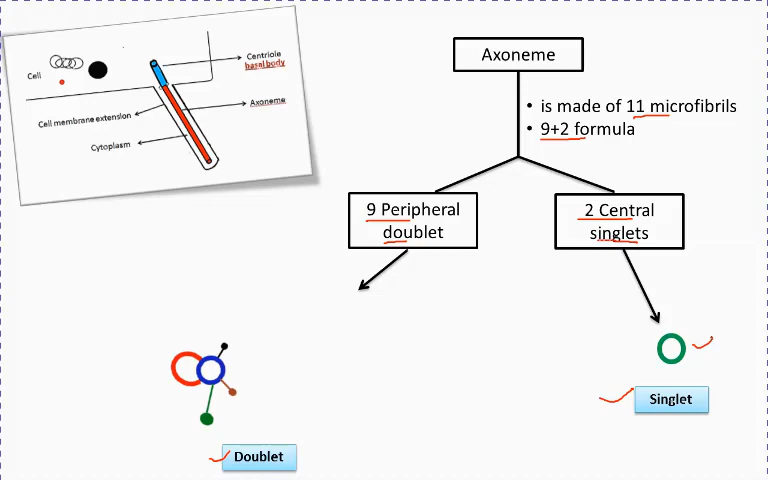 Cell
Centriole
basal body
Axoneme
Cell membrane extension
Cytoplasm
Axoneme
• is made of 11 microfibrils
• 9+2 formula
9 Peripheral
doublet
2 Central
singlets
Singlet
Doublet